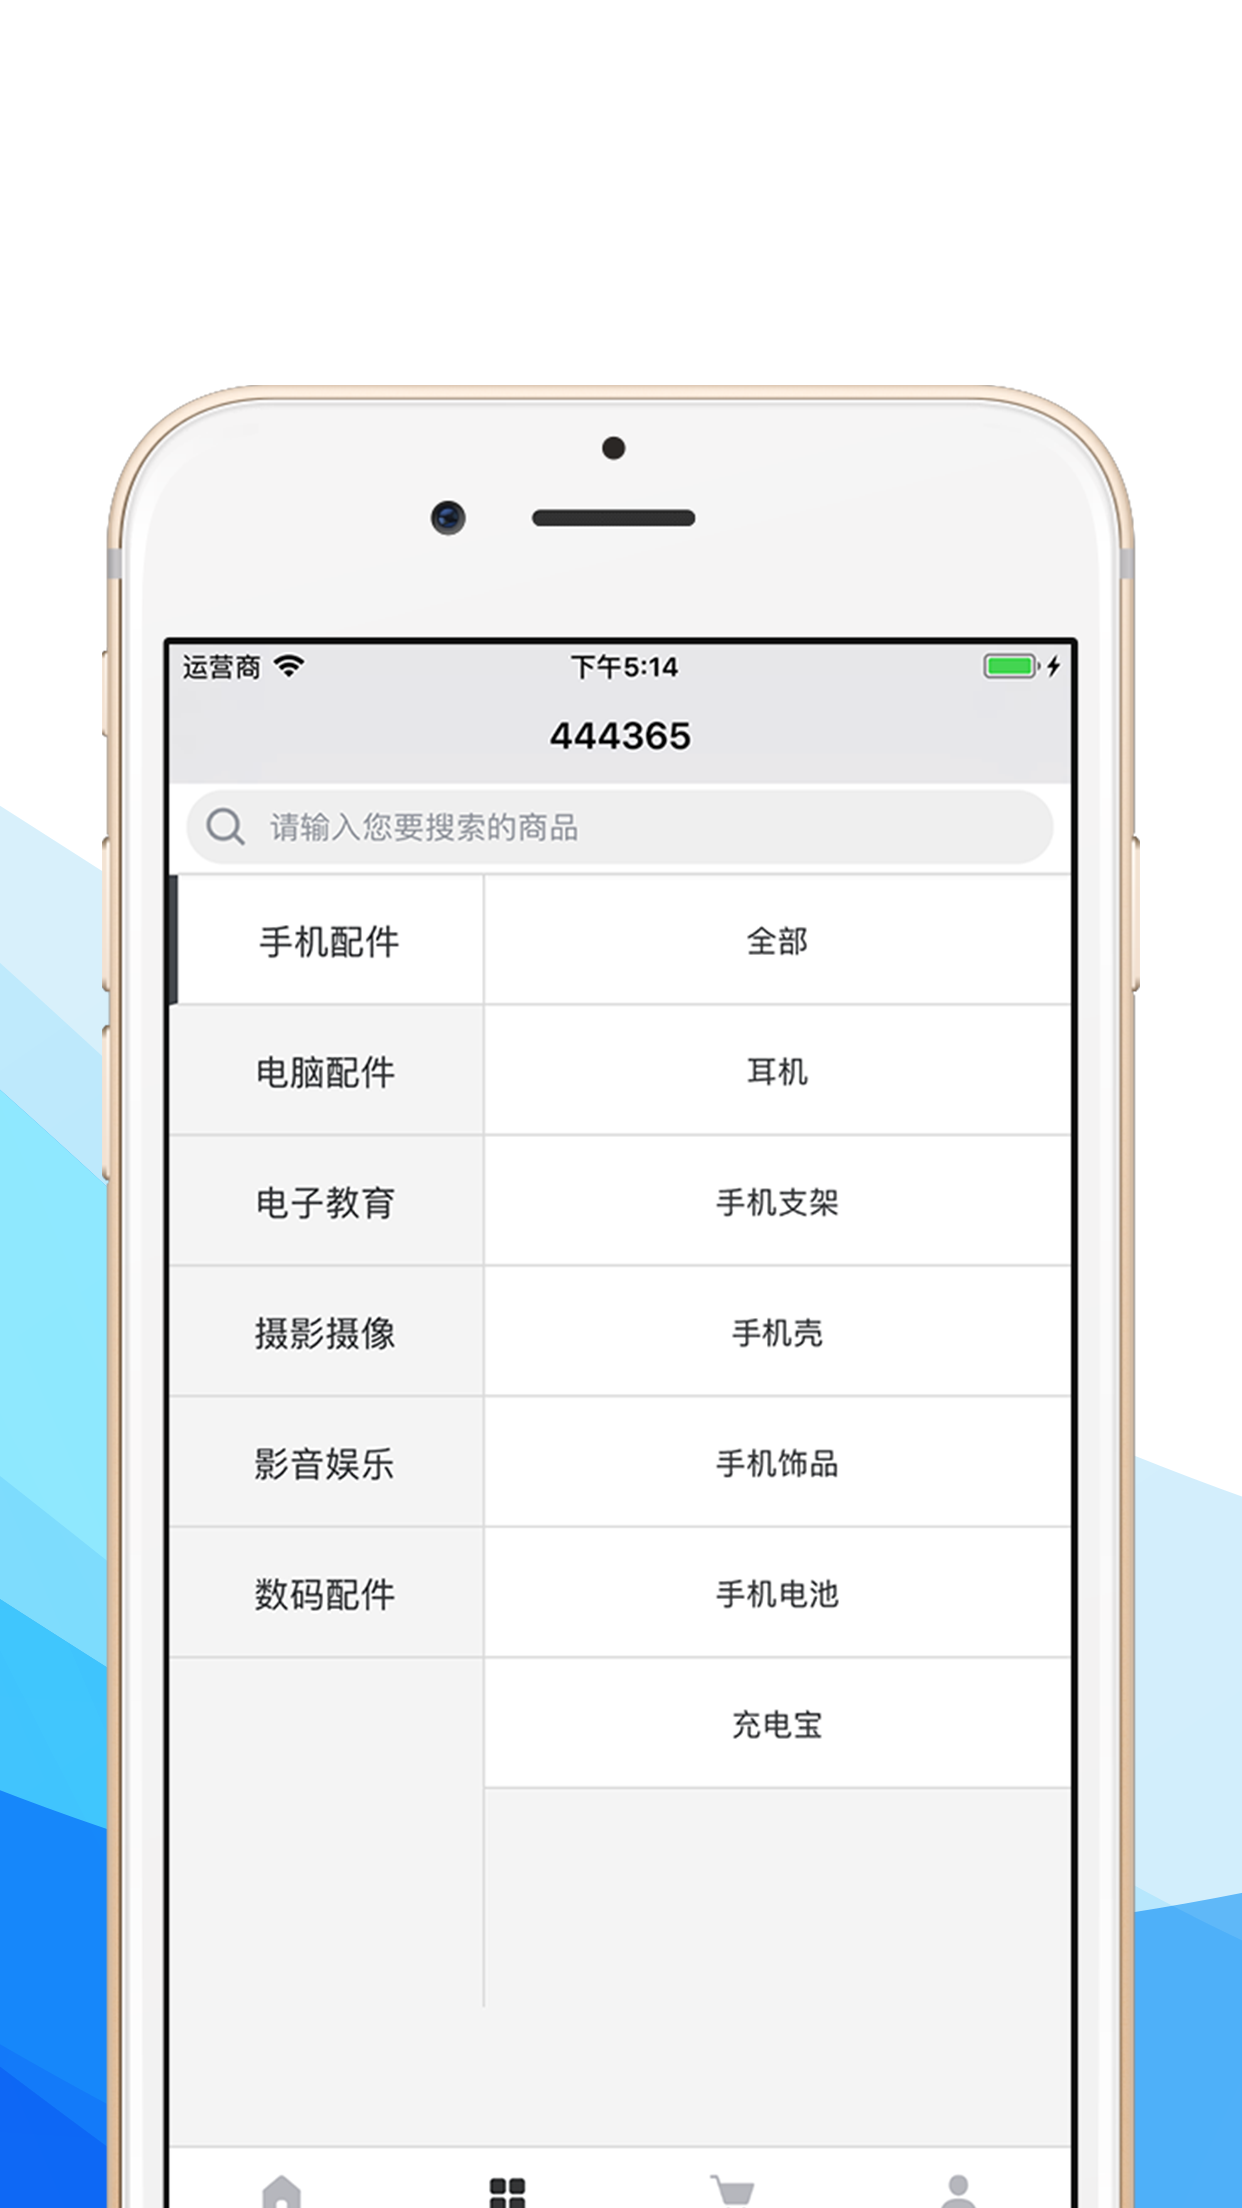 运营商 下午5:14
444365
请输入您要搜索的商品
手机配件 全部
电脑配件 耳机
电子教育 手机支架
摄影摄像 手机壳
影音娱乐 手机饰品
数码配件 手机电池
充电宝